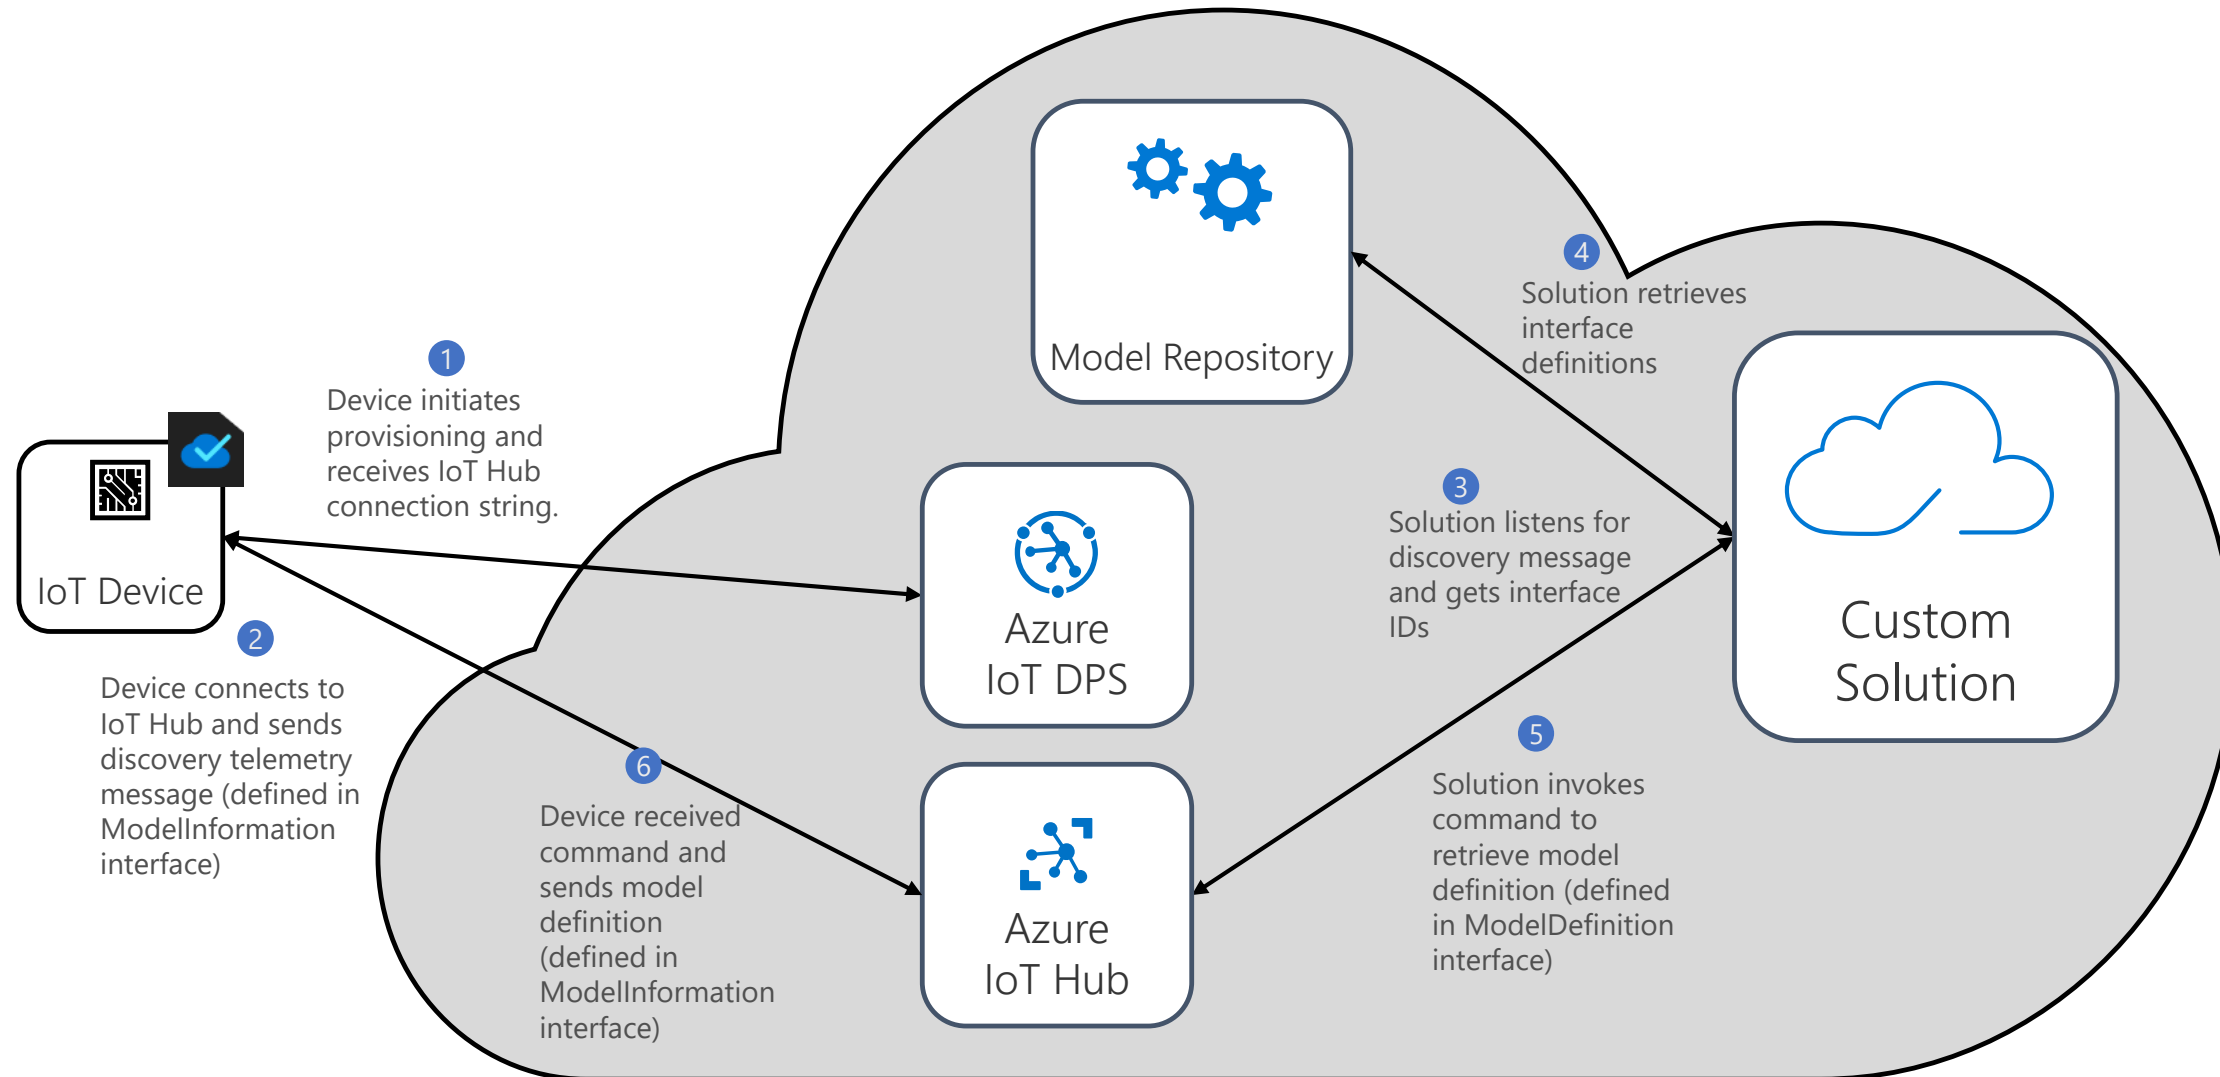 1
Device initiates
provisioning and
receives IoT Hub
connection string.
IoT Device
2
Device connects to
IoT Hub and sends
discovery telemetry
message (defined in
ModelInformation
interface)
Model Repository
4
Solution retrieves
interface
definitions
3
Solution listens for
discovery message
and gets interface
IDs
Azure
IoT DPS
Custom
Solution
6
Device received
command and
sends model
definition
(defined in
ModelInformation
interface)
Azure
IoT Hub
5
Solution invokes
command to
retrieve model
definition (defined
in ModelDefinition
interface)